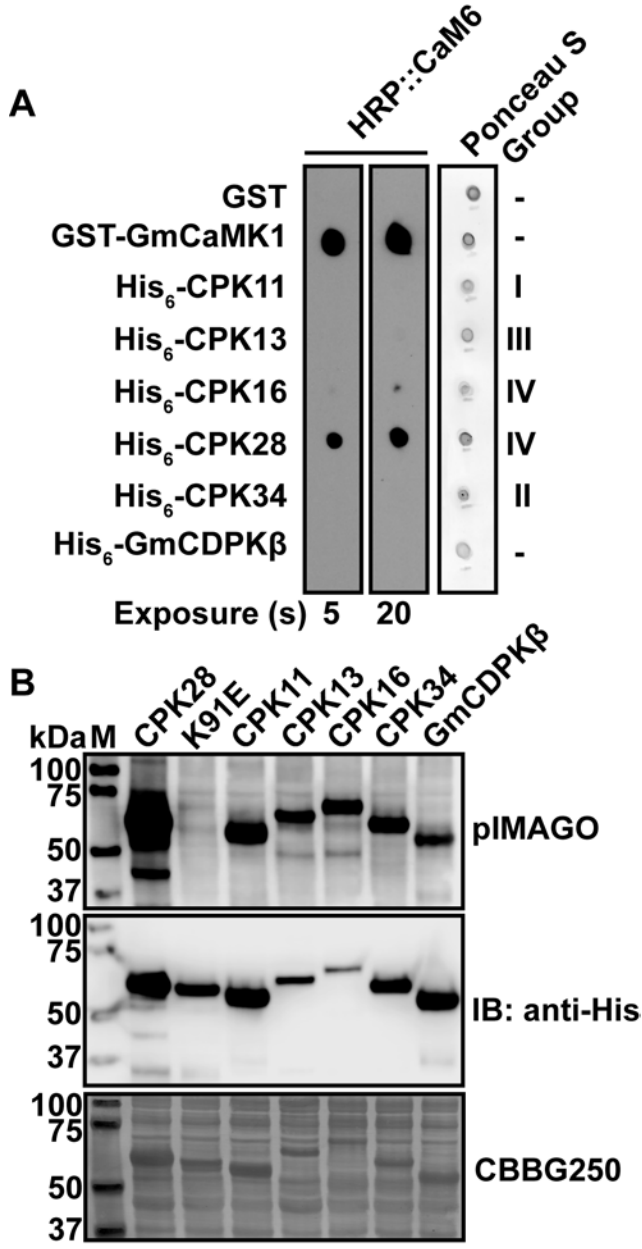 A
HRP::CaM6
Ponceau S
Group
GST -
GST-GmCaMK1 -
His6-CPK11 I
His6-CPK13 III
His6-CPK16 IV
His6-CPK28 IV
His6-CPK34 II
His6-GmCDPKβ -
Exposure (s) 5 20
B
kDa M CPK28 K91E CPK11 CPK13 CPK16 CPK34 GmCDPKβ
100
75
50
37
pIMAGO
100
75
50
37
IB: anti-His
100
75
50
37
CBBG250